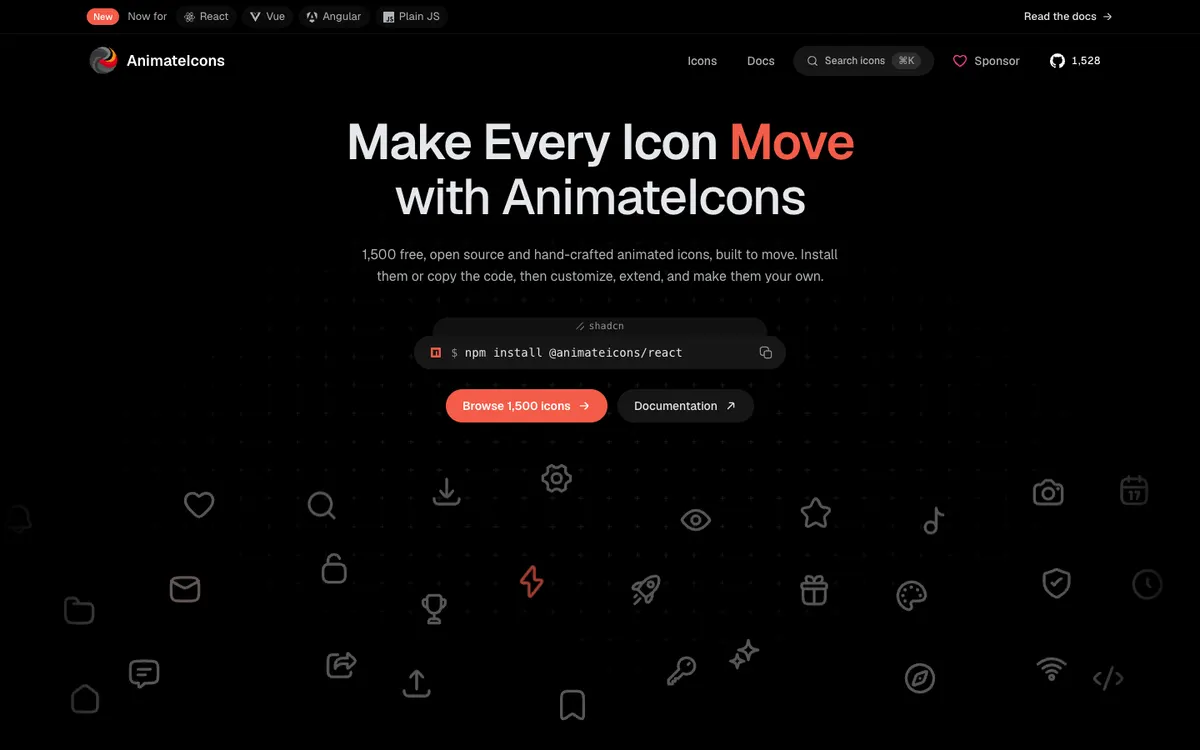 New Now for React Vue Angular Plain JS Read the docs →
AnimateIcons Icons Docs Search icons ⌘K Sponsor 1,528
Make Every Icon Move
with AnimateIcons
1,500 free, open source and hand-crafted animated icons, built to move. Install
them or copy the code, then customize, extend, and make them your own.
shadcn
$ npm install @animateicons/react
Browse 1,500 icons → Documentation ↗
17